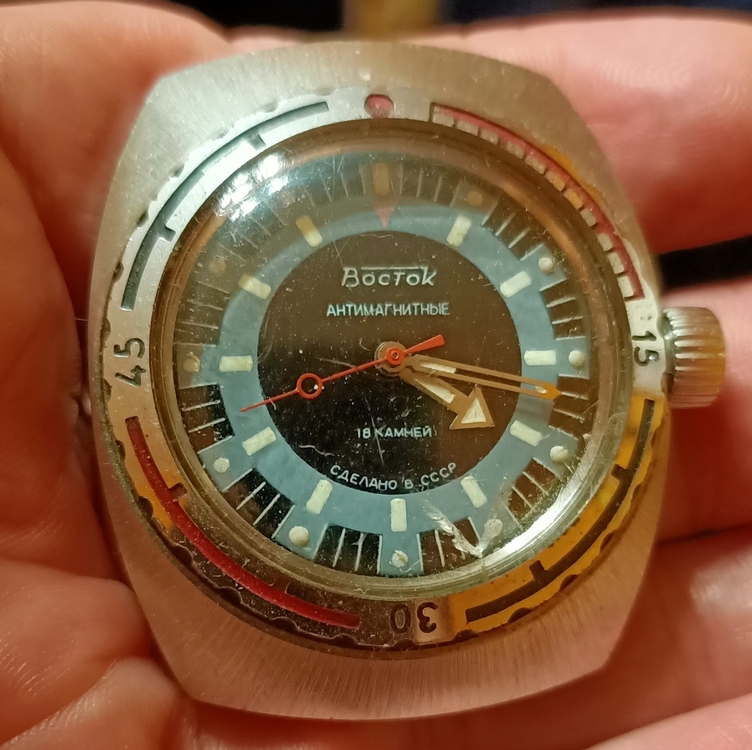 Восток
АНТИМАГНИТНЫЕ
15
45
18 КАМНЕЙ
СДЕЛАНО В СССР
30